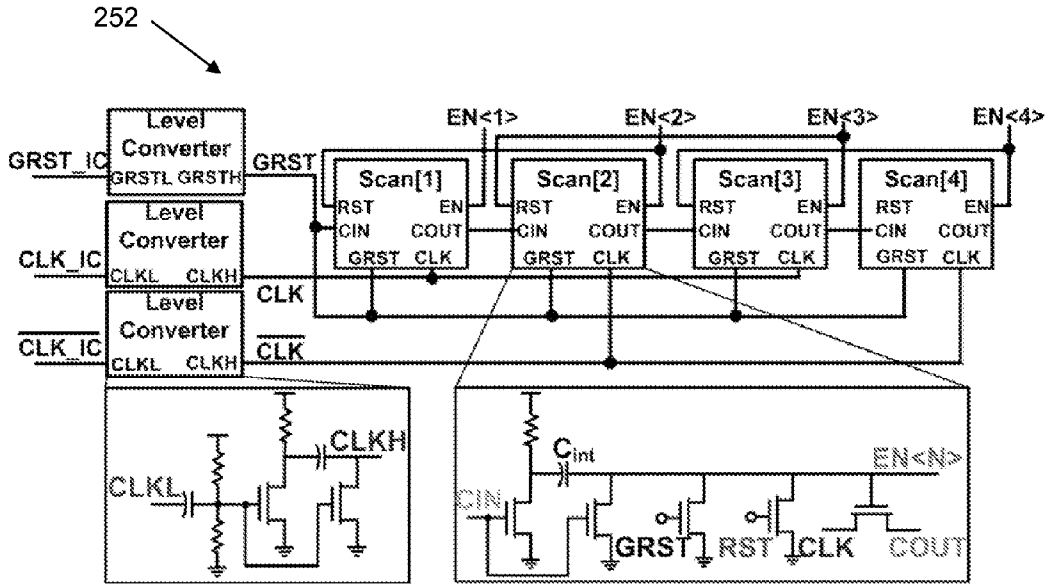 252
Level Converter
GRST_IC
GRSTL GRSTH
GRST
Level Converter
CLK_IC
CLKL CLKH
CLK
Level Converter
CLK_IC
CLKL CLKH
CLK
EN<1>
EN<2>
EN<3>
EN<4>
Scan[1]
RST EN
CIN COUT
GRST CLK
Scan[2]
RST EN
CIN COUT
GRST CLK
Scan[3]
RST EN
CIN COUT
GRST CLK
Scan[4]
RST EN
CIN COUT
GRST CLK
CLKL
CLKH
CIN
Cint
GRST
RST
CLK
EN<N>
COUT